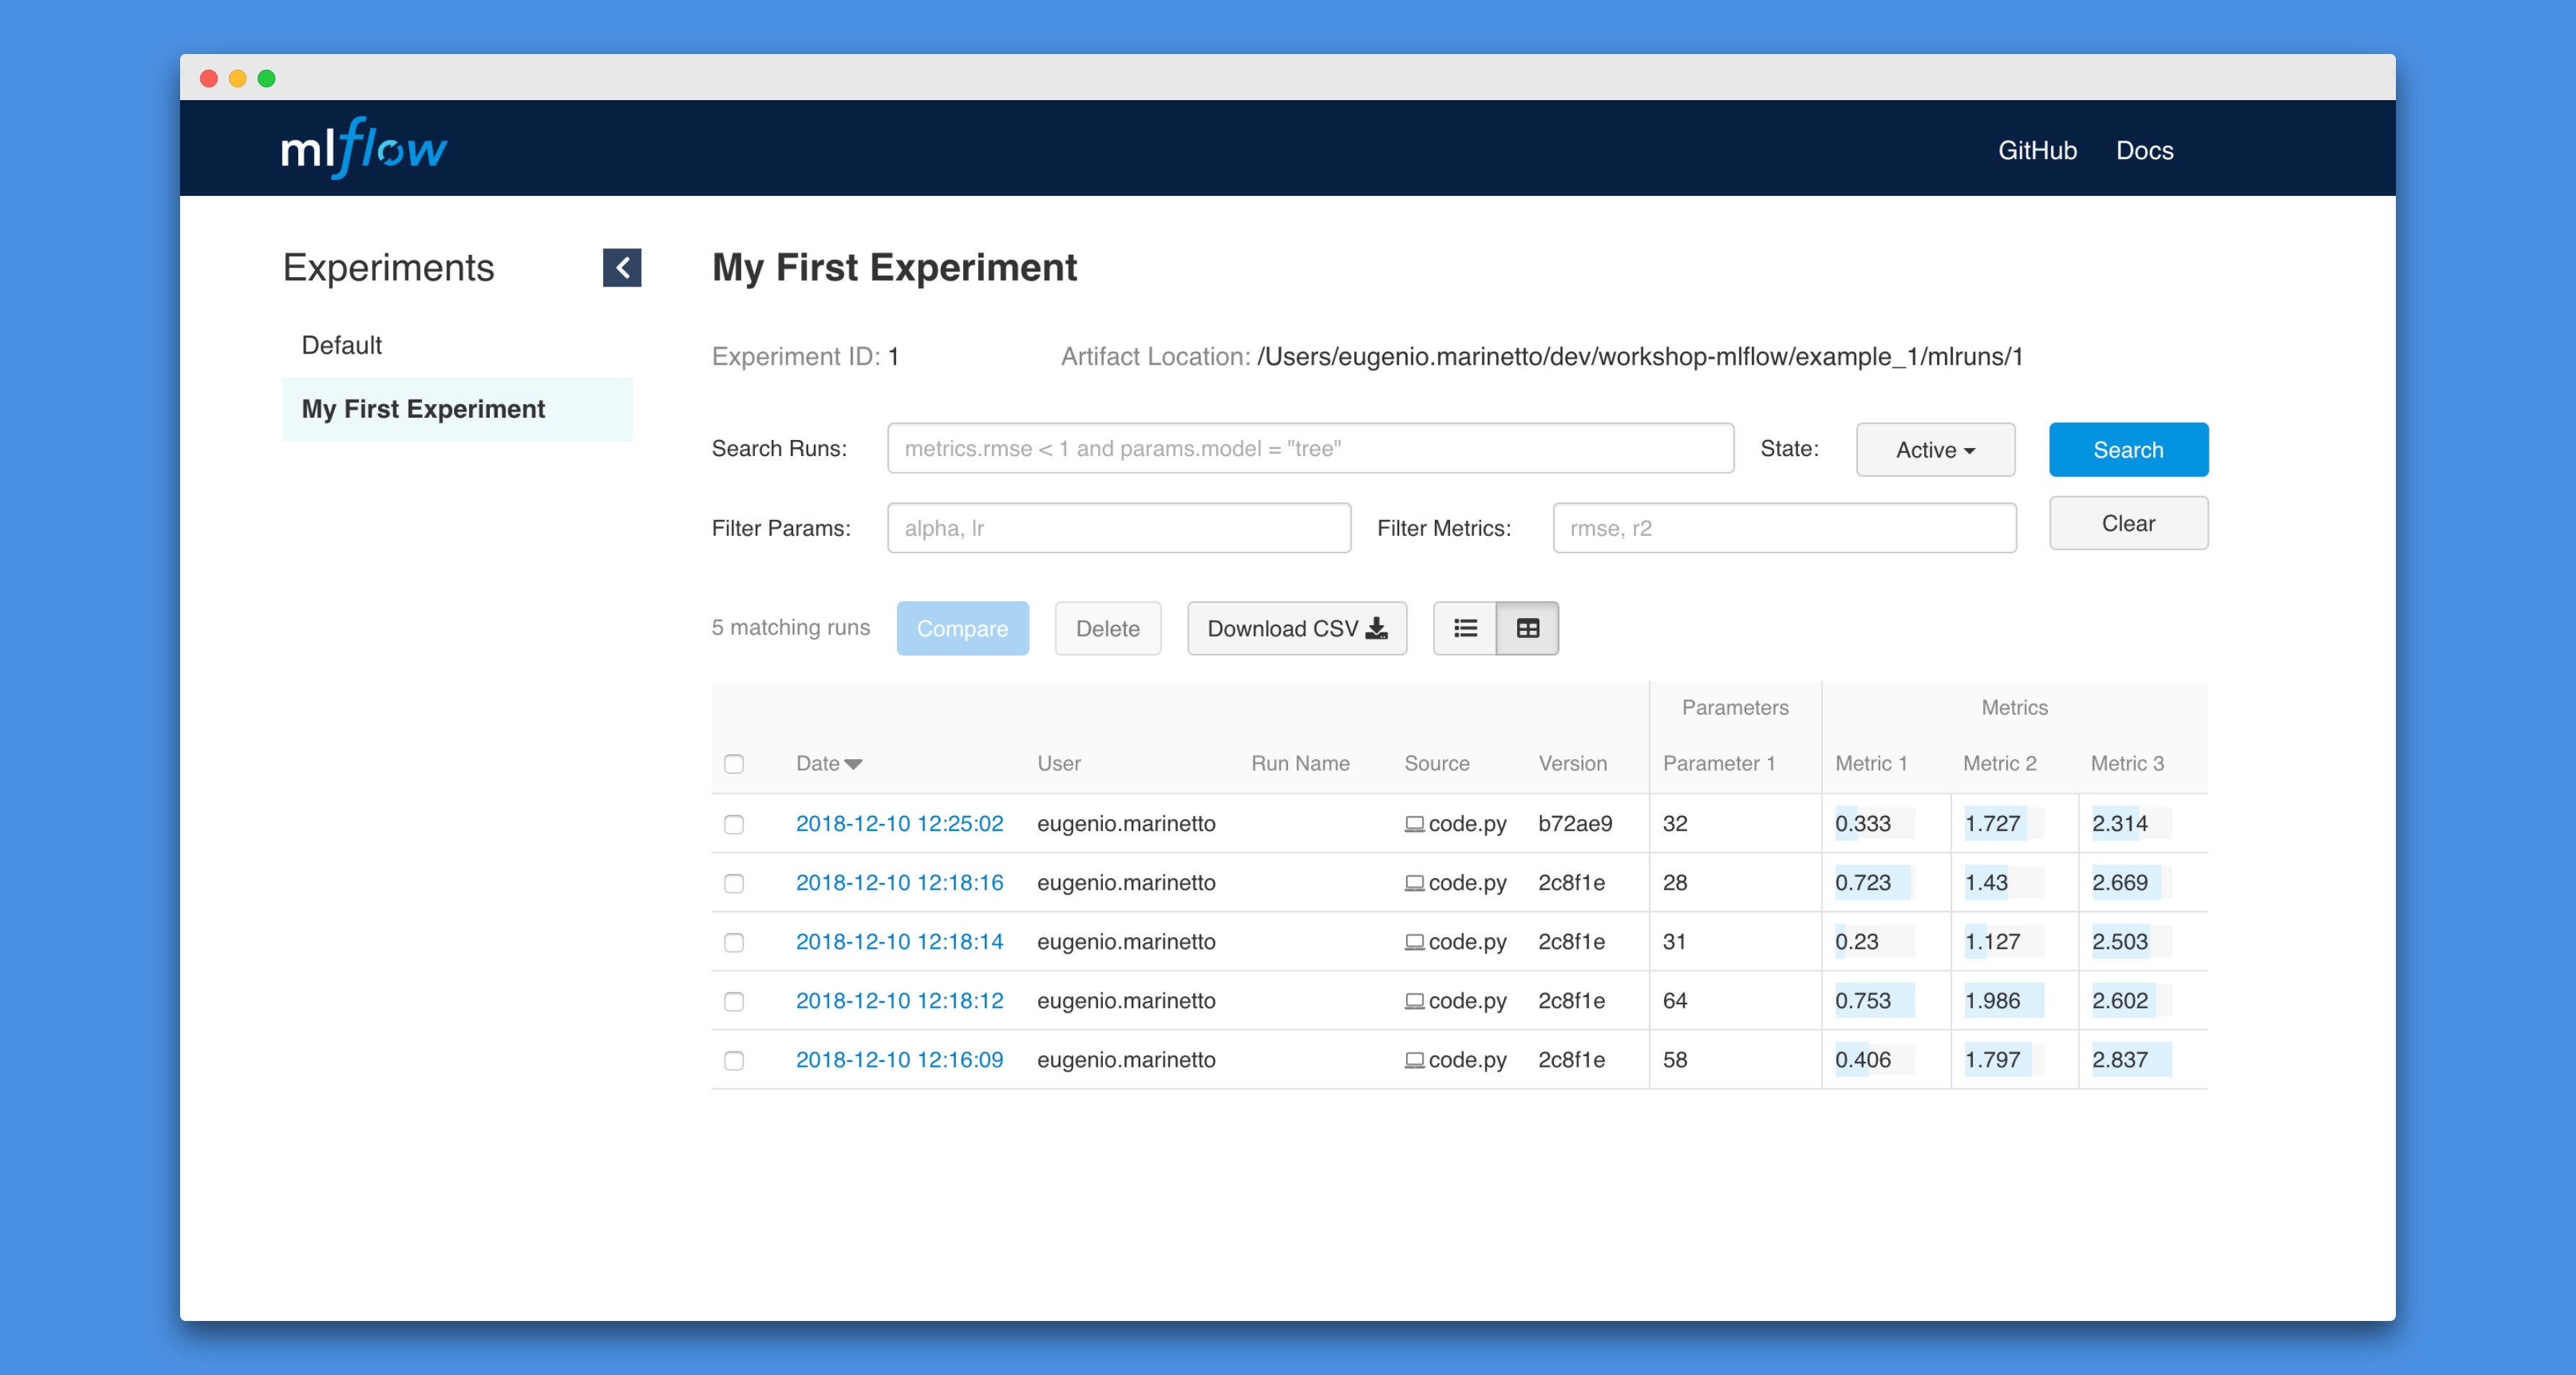 mlflow
GitHub Docs
Experiments
Default
My First Experiment
My First Experiment
Experiment ID: 1 Artifact Location: /Users/eugenio.marinetto/dev/workshop-mlflow/example_1/mlruns/1
Search Runs: metrics.rmse < 1 and params.model = "tree" State: Active Search
Filter Params: alpha, lr Filter Metrics: rmse, r2 Clear
5 matching runs Compare Delete Download CSV
Parameters Metrics
Date User Run Name Source Version Parameter 1 Metric 1 Metric 2 Metric 3
2018-12-10 12:25:02 eugenio.marinetto code.py b72ae9 32 0.333 1.727 2.314
2018-12-10 12:18:16 eugenio.marinetto code.py 2c8f1e 28 0.723 1.43 2.669
2018-12-10 12:18:14 eugenio.marinetto code.py 2c8f1e 31 0.23 1.127 2.503
2018-12-10 12:18:12 eugenio.marinetto code.py 2c8f1e 64 0.753 1.986 2.602
2018-12-10 12:16:09 eugenio.marinetto code.py 2c8f1e 58 0.406 1.797 2.837